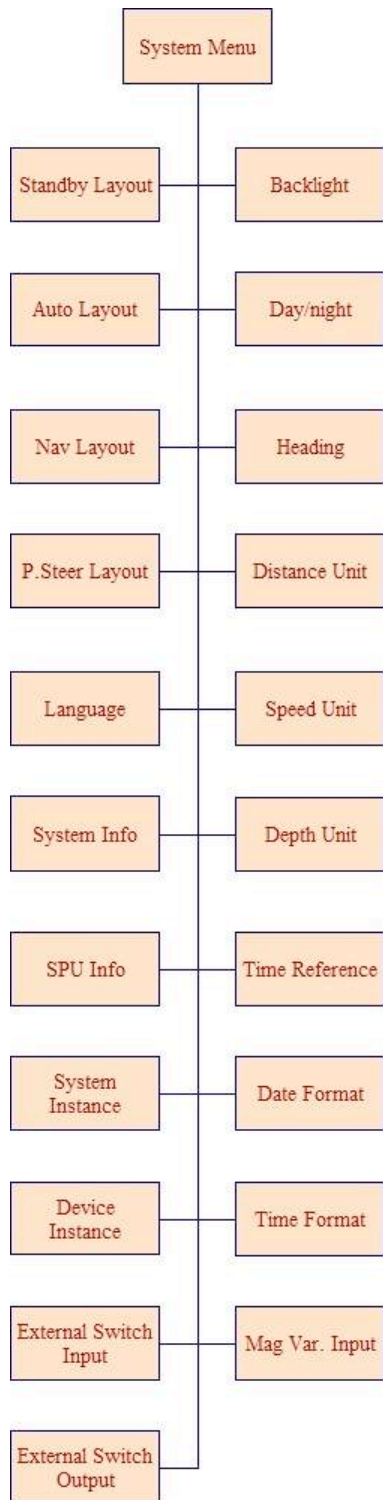 System Menu
Standby Layout
Backlight
Auto Layout
Day/night
Nav Layout
Heading
P.Steer Layout
Distance Unit
Language
Speed Unit
System Info
Depth Unit
SPU Info
Time Reference
System
Instance
Date Format
Device
Instance
Time Format
External Switch
Input
Mag Var. Input
External Switch
Output